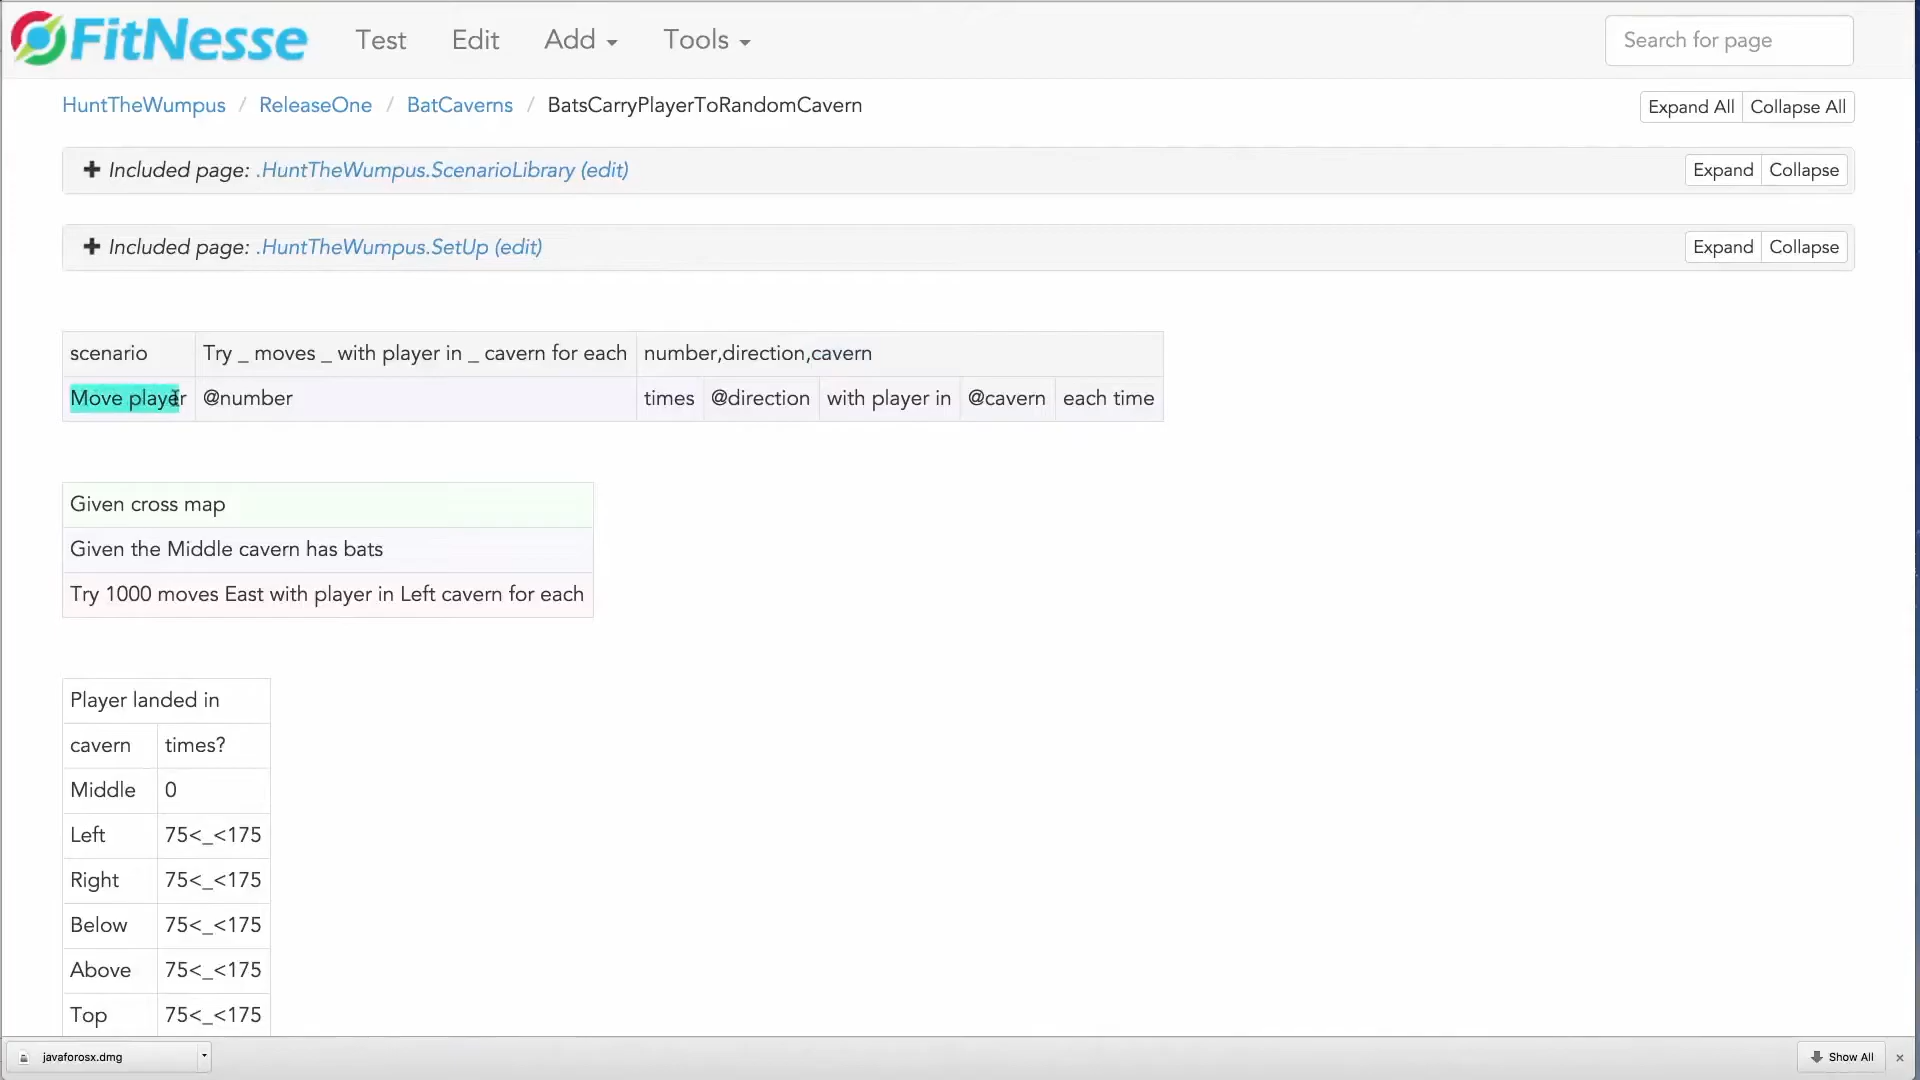 FitNesse Test Edit Add Tools Search for page
HuntTheWumpus / ReleaseOne / BatCaverns / BatsCarryPlayerToRandomCavern Expand All Collapse All
Included page: .HuntTheWumpus.ScenarioLibrary (edit) Expand Collapse
Included page: .HuntTheWumpus.SetUp (edit) Expand Collapse
scenario Try _ moves _ with player in _ cavern for each number,direction,cavern
Move player @number times @direction with player in @cavern each time
Given cross map
Given the Middle cavern has bats
Try 1000 moves East with player in Left cavern for each
Player landed in
cavern times?
Middle 0
Left 75<_<175
Right 75<_<175
Below 75<_<175
Above 75<_<175
Top 75<_<175
javaforosx.dmg Show All ×